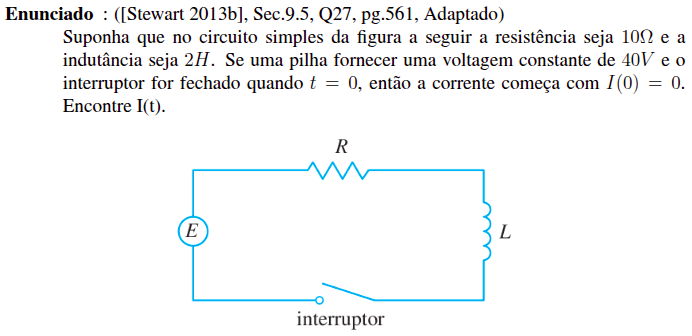 Enunciado : ([Stewart 2013b], Sec.9.5, Q27, pg.561, Adaptado)
Suponha que no circuito simples da figura a seguir a resistência seja 10Ω e a
indutância seja 2H. Se uma pilha fornecer uma voltagem constante de 40V e o
interruptor for fechado quando t = 0, então a corrente começa com I(0) = 0.
Encontre I(t).
R
E
L
interruptor